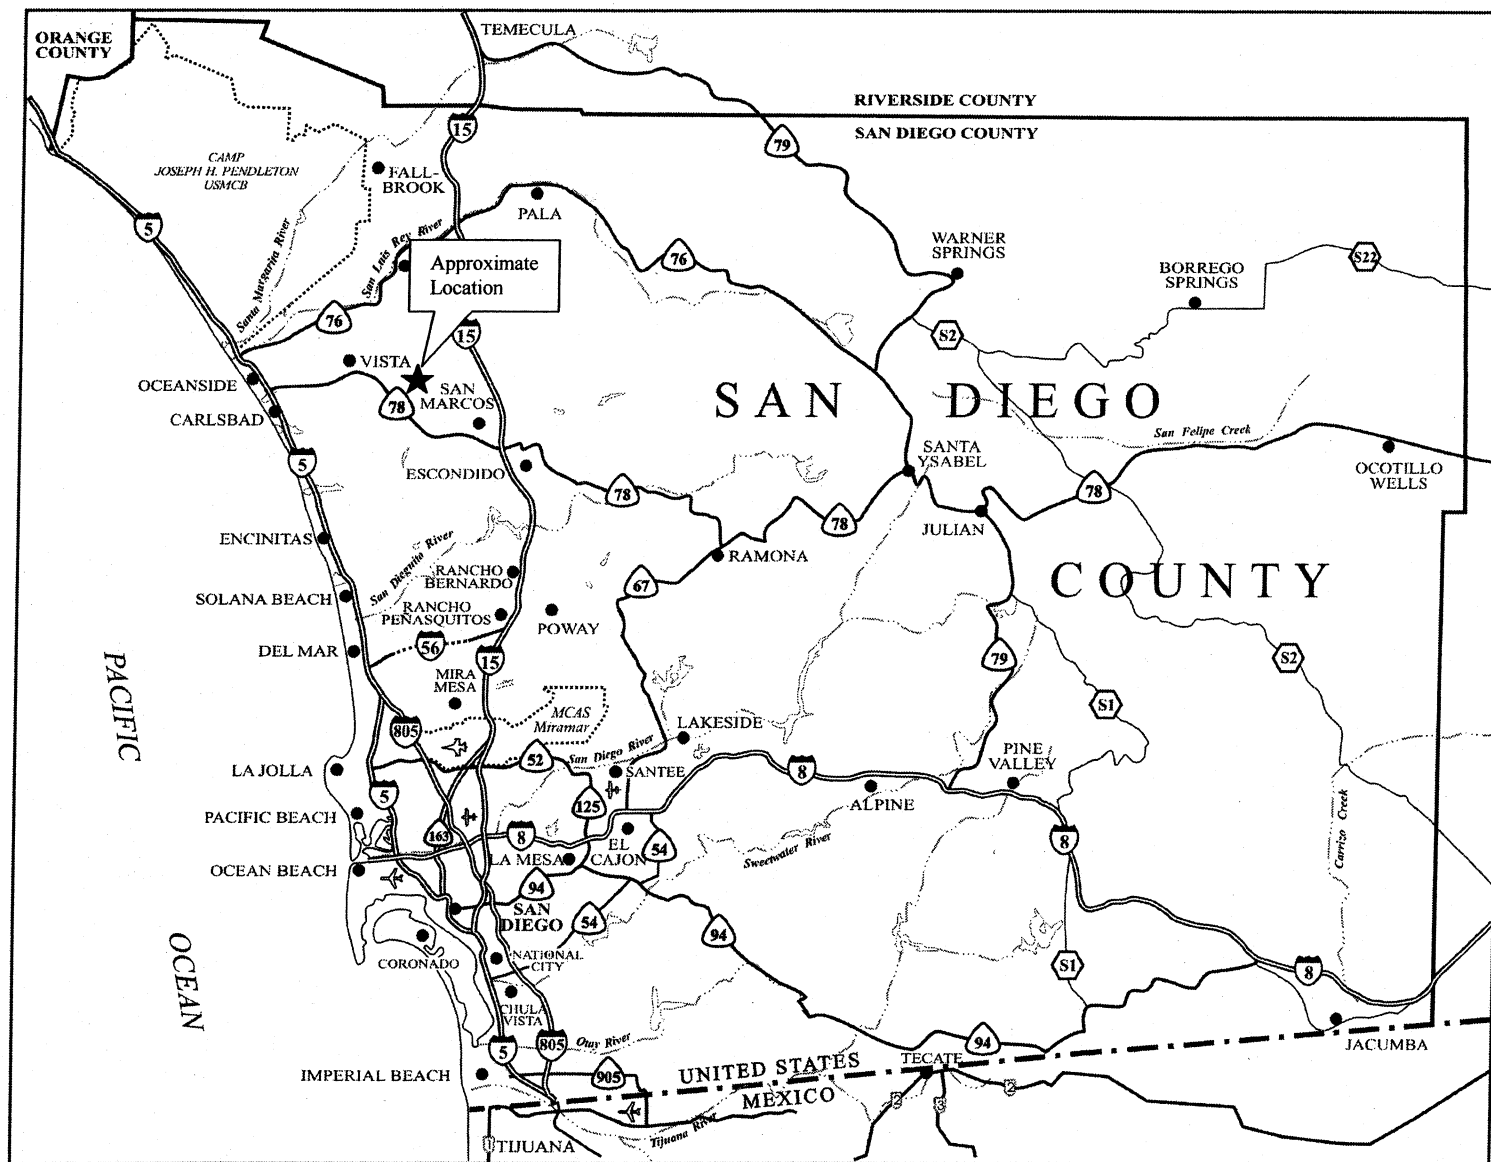 TEMECULA
ORANGE
COUNTY
RIVERSIDE COUNTY
SAN DIEGO COUNTY
15
79
CAMP
JOSEPH H. PENDLETON
USMCB
FALL-
BROOK
PALA
5
Santa Margarita River
San Luis Rey River
WARNER
SPRINGS
76
S22
BORREGO
SPRINGS
Approximate
Location
76
15
S2
VISTA
OCEANSIDE
SAN
MARCOS
78
CARLSBAD
SAN DIEGO
San Felipe Creek
5
ESCONDIDO
SANTA
YSABEL
OCOTILLO
WELLS
78
78
78
JULIAN
ENCINITAS
San Dieguito River
RAMONA
RANCHO
BERNARDO
67
COUNTY
SOLANA BEACH
RANCHO
PEÑASQUITOS
POWAY
56
DEL MAR
15
79
S2
MIRA
MESA
S1
PACIFIC
MCAS
Miramar
805
LAKESIDE
San Diego River
52
LA JOLLA
SANTEE
8
PINE
VALLEY
5
125
ALPINE
PACIFIC BEACH
163
8
EL
CAJON
54
8
Sweetwater River
Carrizo Creek
LA MESA
OCEAN BEACH
94
SAN
DIEGO
54
94
OCEAN
CORONADO
NATIONAL
CITY
S1
8
CHULA
VISTA
Otay River
5
805
94
JACUMBA
TECATE
UNITED STATES
IMPERIAL BEACH
905
MEXICO
2
3
2
Tijuana River
1
TIJUANA